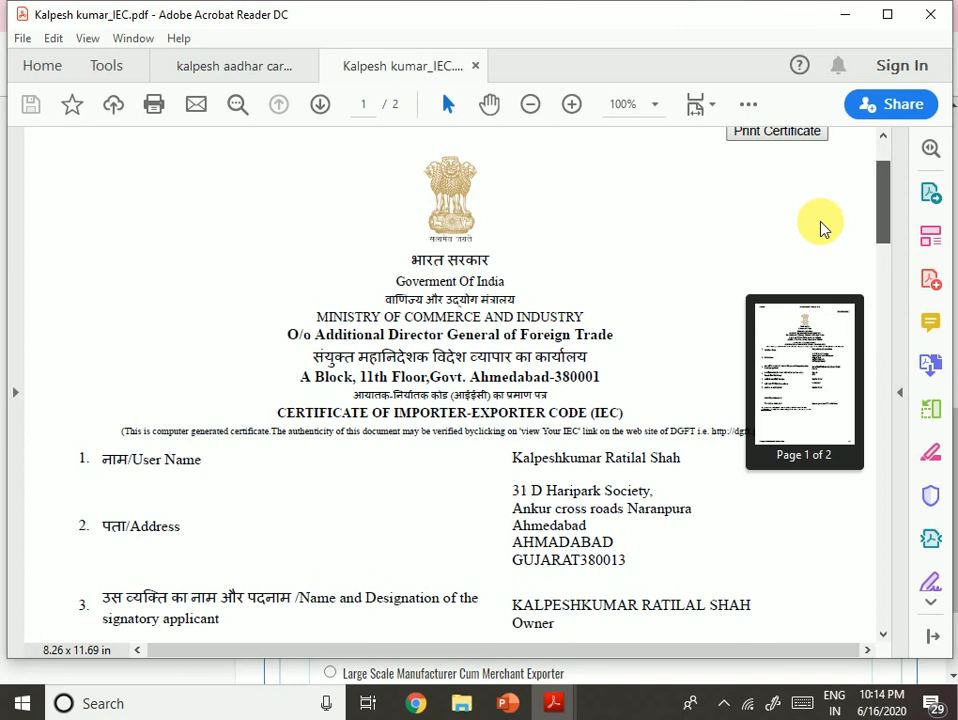 Kalpesh kumar_IEC.pdf - Adobe Acrobat Reader DC
File Edit View Window Help
Home Tools kalpesh aadhar car... Kalpesh kumar_IEC.... × Sign In
1 / 2 100% Share
Print Certificate
सत्यमेव जयते
भारत सरकार
Goverment Of India
वाणिज्य और उद्योग मंत्रालय
MINISTRY OF COMMERCE AND INDUSTRY
O/o Additional Director General of Foreign Trade
संयुक्त महानिदेशक विदेश व्यापार का कार्यालय
A Block, 11th Floor,Govt. Ahmedabad-380001
आयातक-निर्यातक कोड (आईईसी) का प्रमाण पत्र
CERTIFICATE OF IMPORTER-EXPORTER CODE (IEC)
(This is computer generated certificate.The authenticity of this document may be verified byclicking on 'view Your IEC' link on the web site of DGFT i.e. http://dgft
1. नाम/User Name Kalpeshkumar Ratilal Shah
2. पता/Address 31 D Haripark Society,
Ankur cross roads Naranpura
Ahmedabad
AHMADABAD
GUJARAT380013
3. उस व्यक्ति का नाम और पदनाम /Name and Designation of the
signatory applicant
KALPESHKUMAR RATILAL SHAH
Owner
Page 1 of 2
8.26 x 11.69 in
Large Scale Manufacturer Cum Merchant Exporter
Search
ENG
IN
10:14 PM
6/16/2020
29